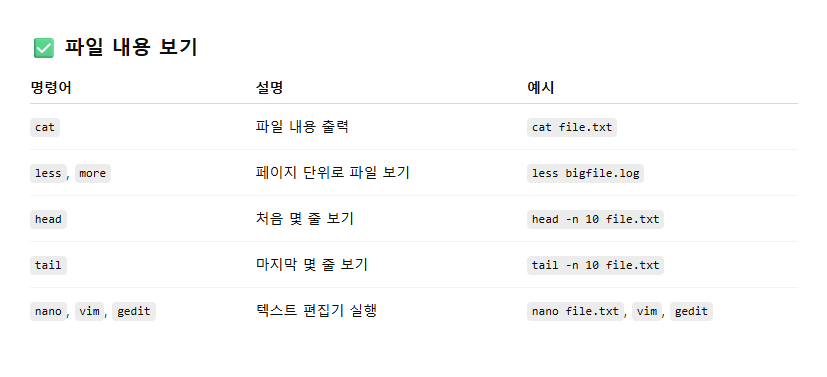 ✅ 파일 내용 보기
명령어 설명 예시
cat 파일 내용 출력 cat file.txt
less, more 페이지 단위로 파일 보기 less bigfile.log
head 처음 몇 줄 보기 head -n 10 file.txt
tail 마지막 몇 줄 보기 tail -n 10 file.txt
nano, vim, gedit 텍스트 편집기 실행 nano file.txt, vim, gedit